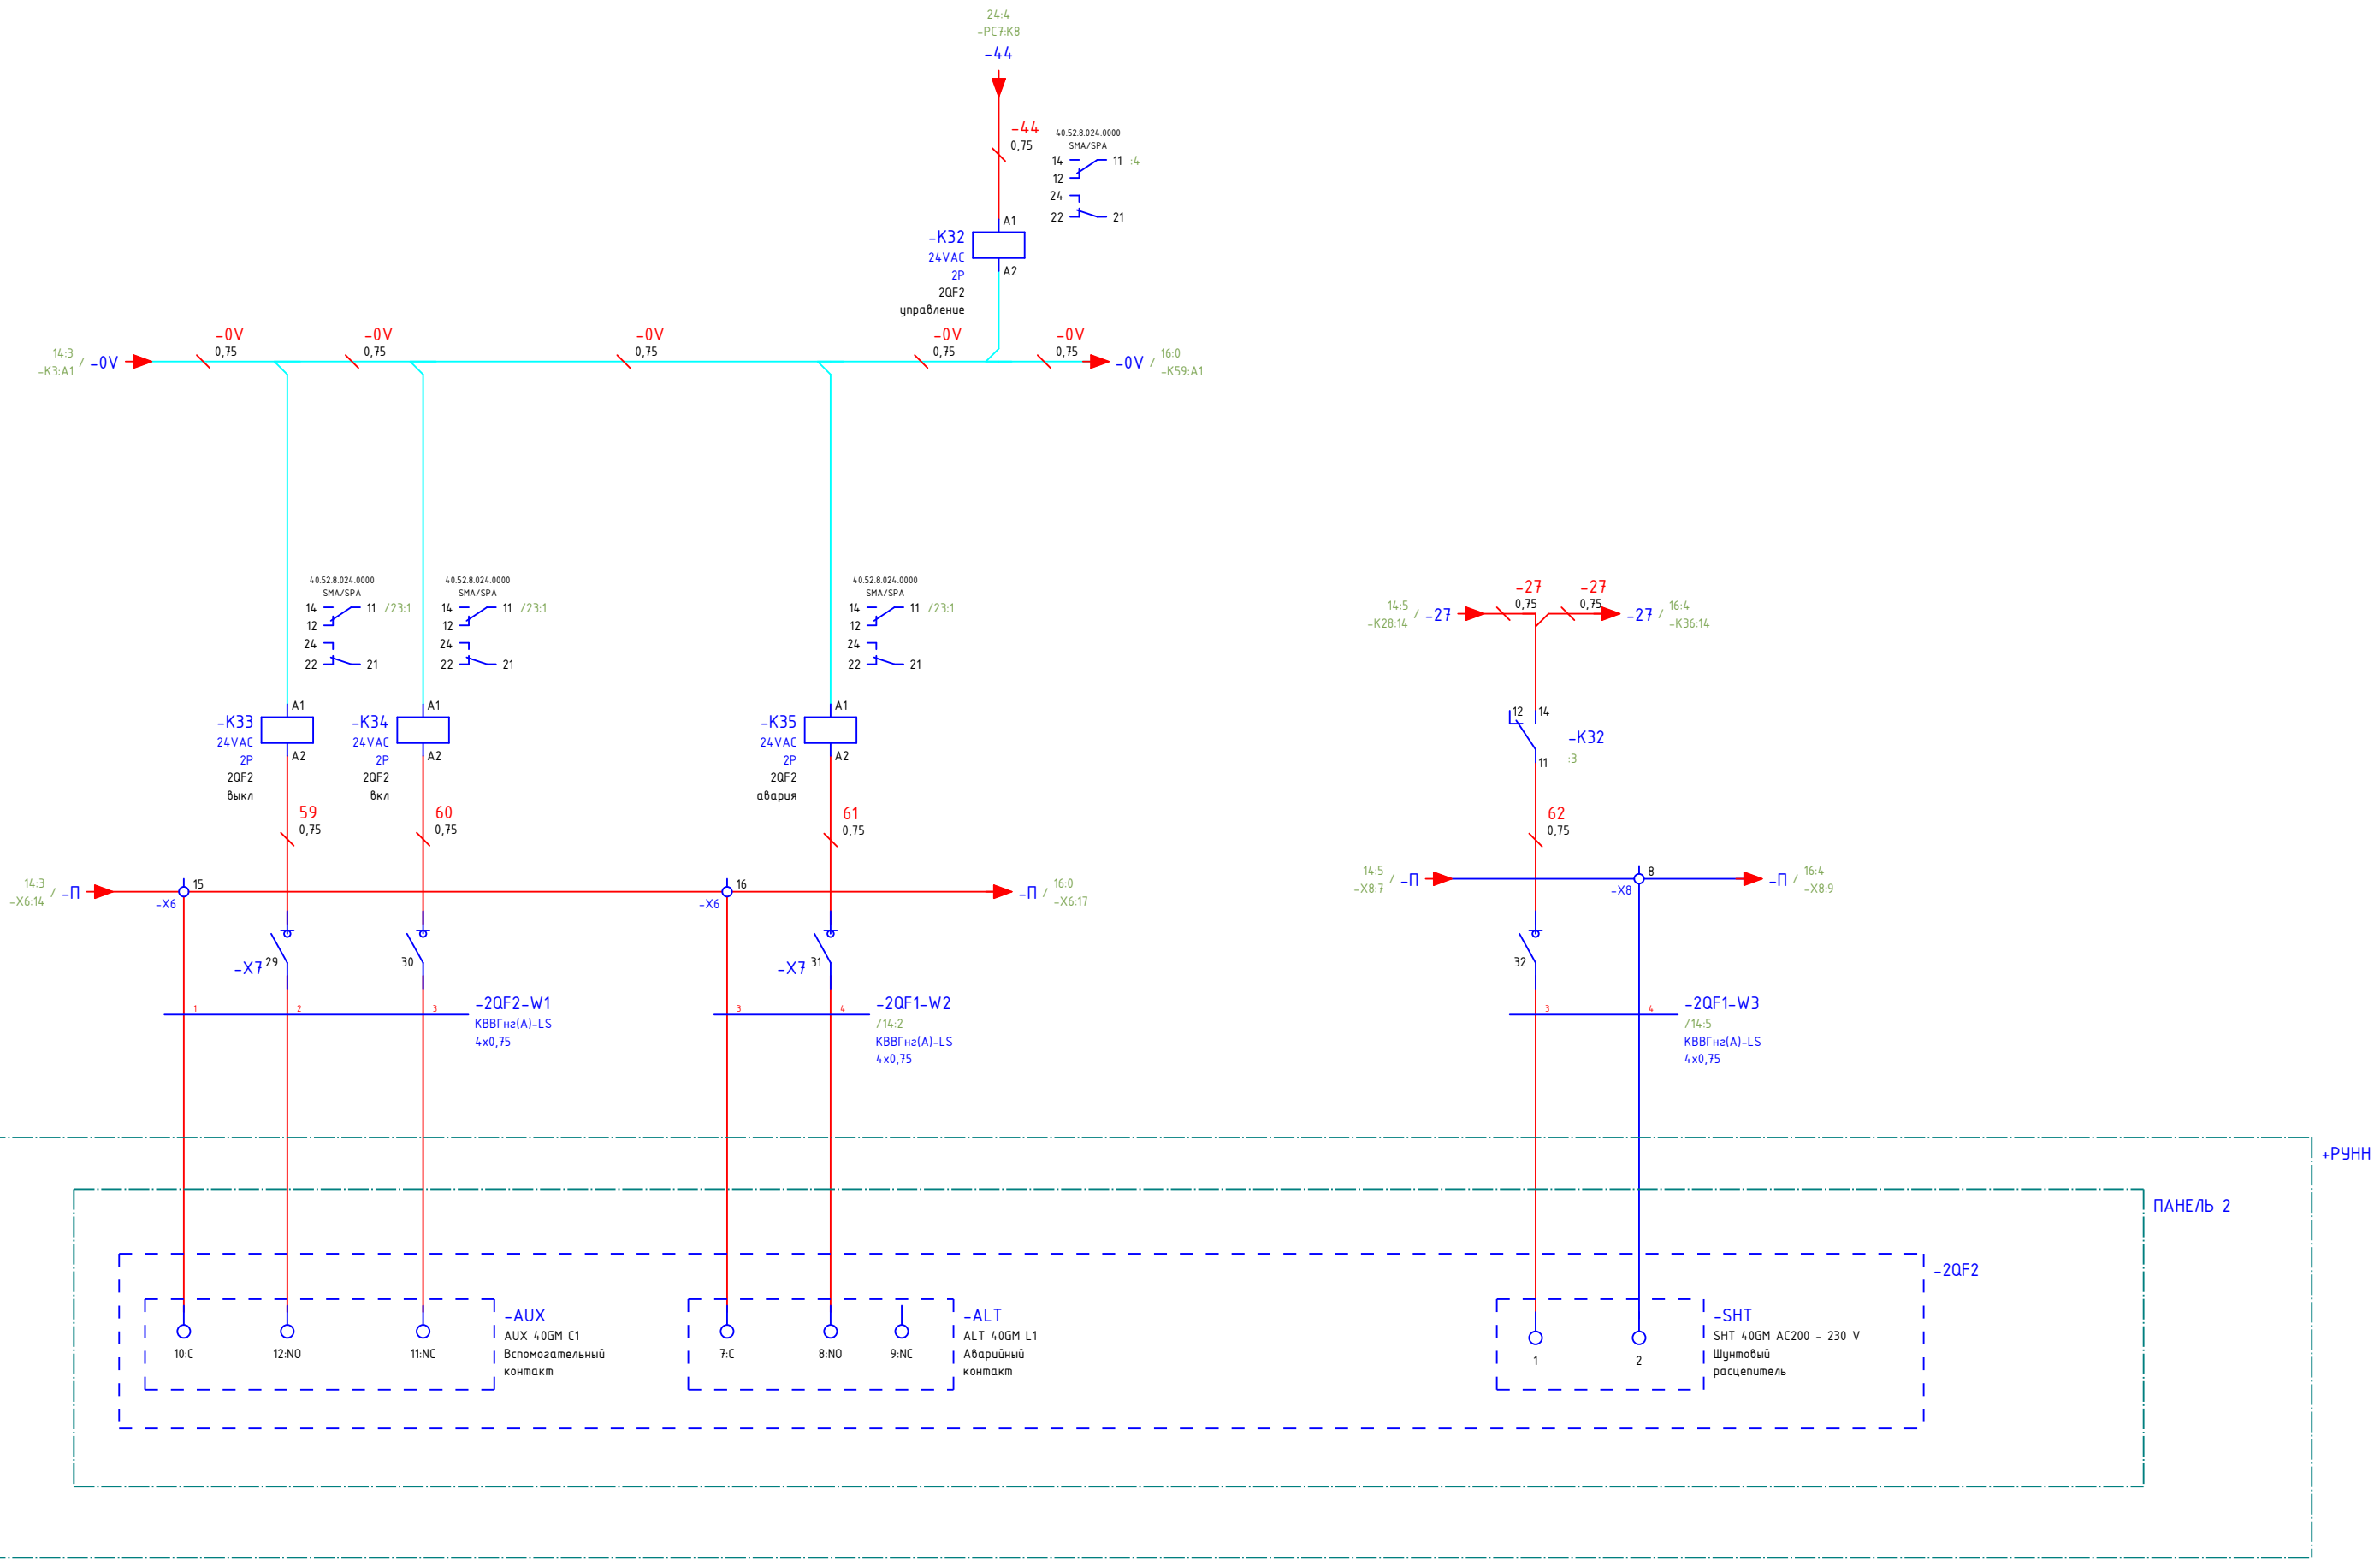 24:4
-PC7:K8
-44
-44
0,75
40.52.8.024.0000
SMA/SPA
14
11
:4
12
24
22
21
A1
-K32
24VAC
2P
2QF2
управление
A2
14:3
-K3:A1
/
-0V
-0V
0,75
-0V
0,75
-0V
0,75
-0V
0,75
-0V
0,75
-0V
/
16:0
-K59:A1
40.52.8.024.0000
SMA/SPA
14
11
/23:1
12
24
22
21
40.52.8.024.0000
SMA/SPA
14
11
/23:1
12
24
22
21
40.52.8.024.0000
SMA/SPA
14
11
/23:1
12
24
22
21
14:5
-K28:14
/
-27
-27
0,75
-27
0,75
-27
/
16:4
-K36:14
A1
-K33
24VAC
2P
2QF2
выкл
A2
A1
-K34
24VAC
2P
2QF2
вкл
A2
A1
-K35
24VAC
2P
2QF2
авария
A2
12
14
-K32
:3
11
59
0,75
60
0,75
61
0,75
62
0,75
14:3
-X6:14
/
-П
15
-X6
16
-X6
-П
/
16:0
-X6:17
14:5
-X8:7
/
-П
8
-X8
-П
/
16:4
-X8:9
-X7
29
30
-X7
31
32
1
2
3
-2QF2-W1
КВВГнг(А)-LS
4x0,75
3
4
-2QF1-W2
/14:2
КВВГнг(А)-LS
4x0,75
3
4
-2QF1-W3
/14:5
КВВГнг(А)-LS
4x0,75
+РУНН
ПАНЕЛЬ 2
-2QF2
10:C
12:NO
11:NC
-AUX
AUX 40GM C1
Вспомогательный
контакт
7:C
8:NO
9:NC
-ALT
ALT 40GM L1
Аварийный
контакт
1
2
-SHT
SHT 40GM AC200 - 230 V
Шунтовый
расцепитель